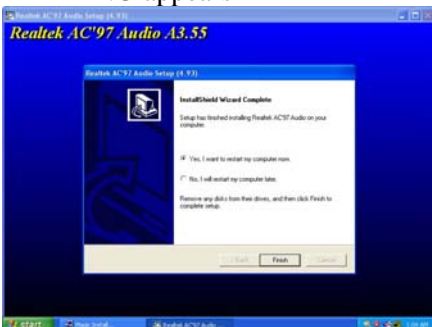 Realtek AC'97 Audio Setup (4.93)
Realtek AC'97 Audio A3.55
Realtek AC'97 Audio Setup (4.93)
InstallShield Wizard Complete
Setup has finished installing Realtek AC'97 Audio on your
computer.
Yes, I want to restart my computer now.
No, I will restart my computer later.
Remove any disks from their drives, and then click Finish to
complete setup.
< Back
Finish
Cancel
start
Magic Install
Realtek AC'97 Audio